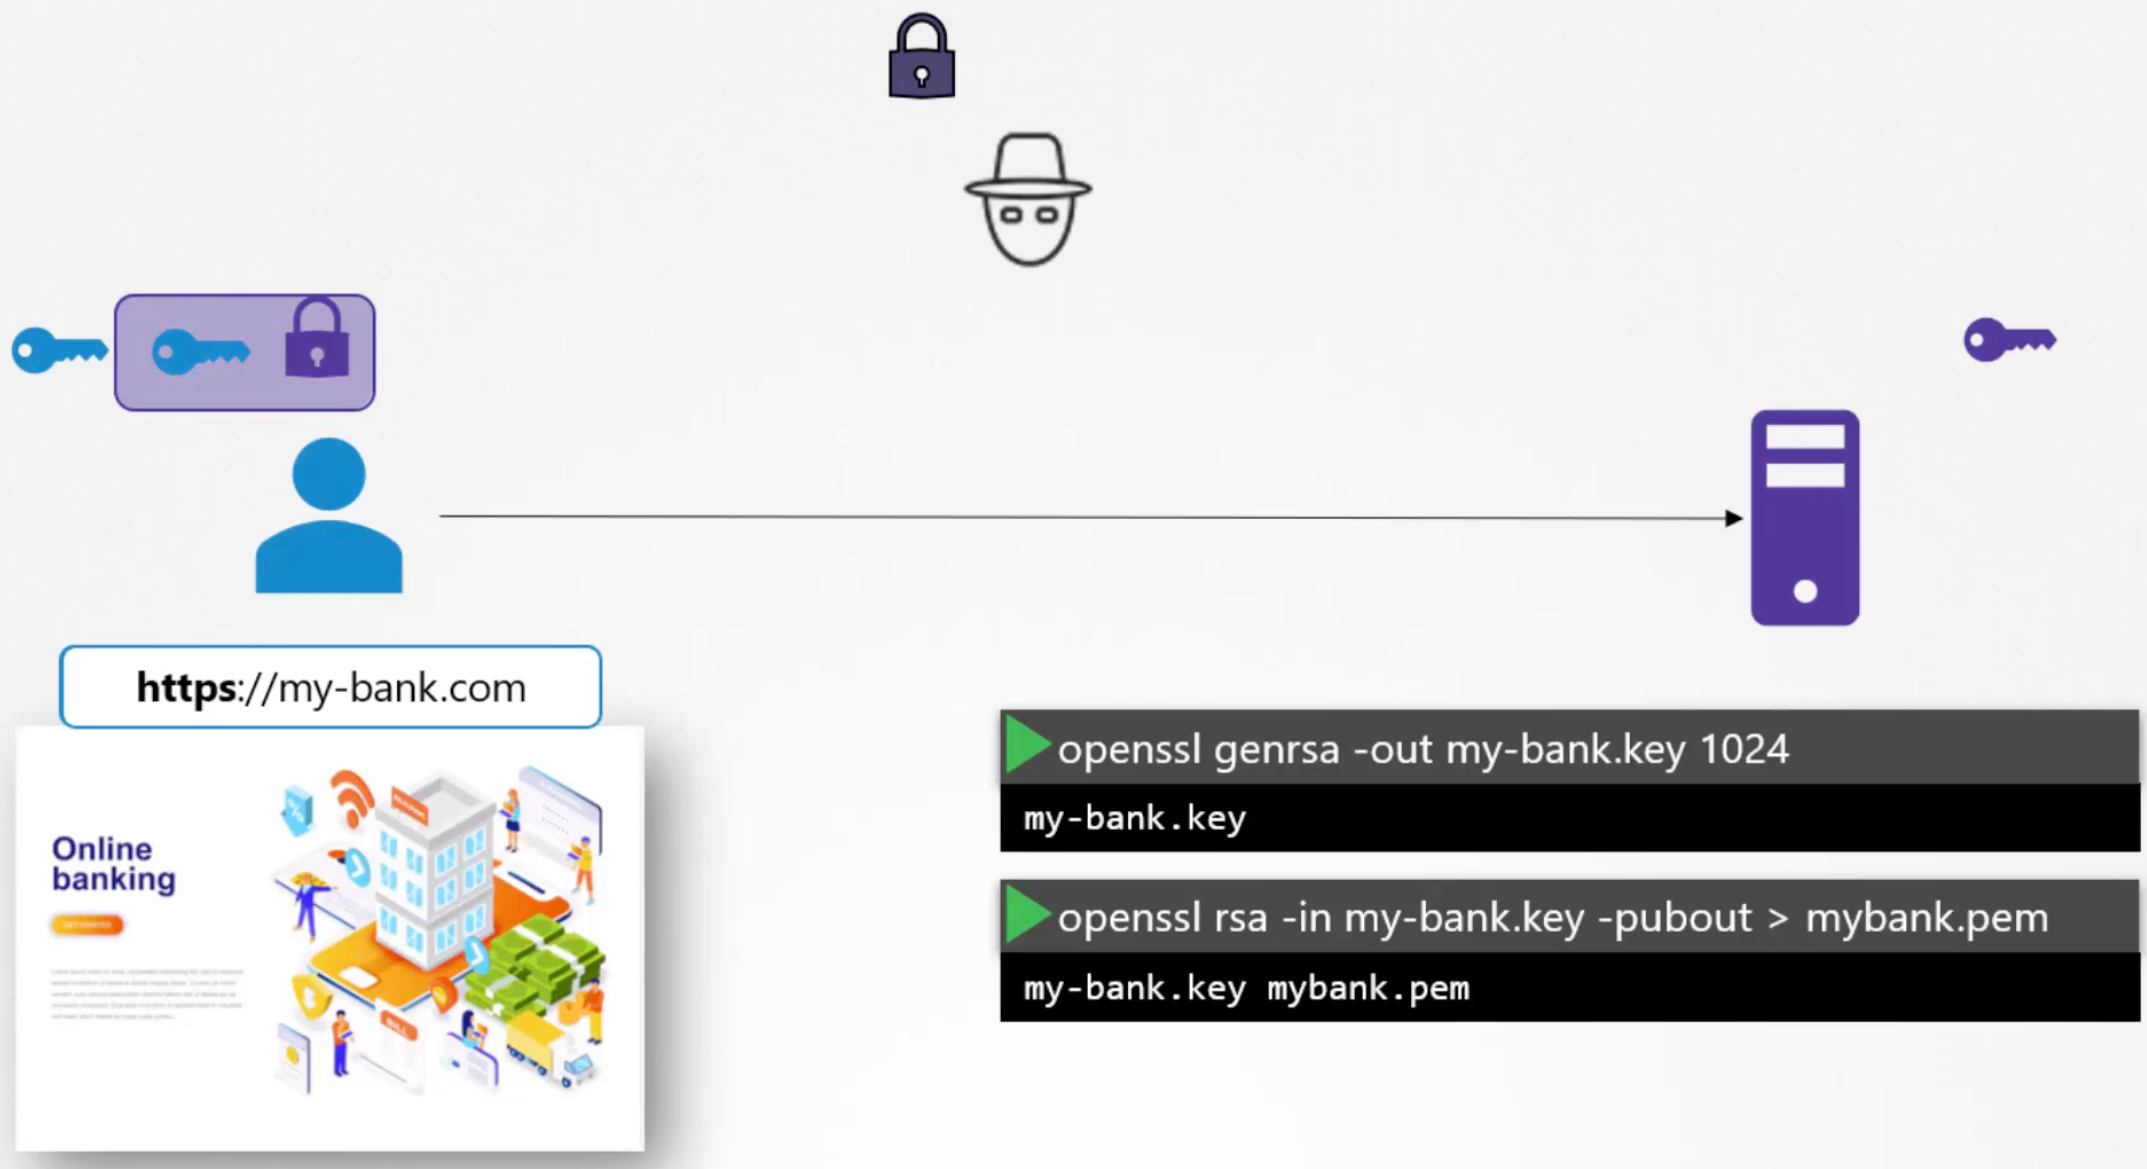 https://my-bank.com
Online
banking
BILL
openssl genrsa -out my-bank.key 1024
my-bank.key
openssl rsa -in my-bank.key -pubout > mybank.pem
my-bank.key mybank.pem